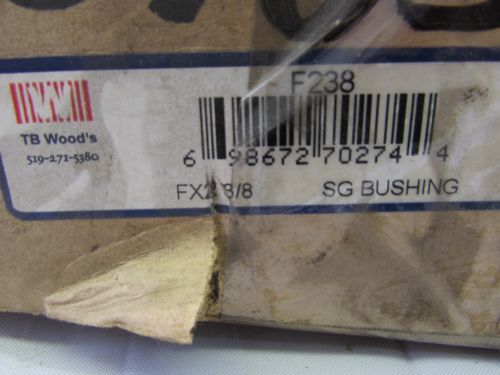 F238
TB Wood's
519-271-5380
6 98672 70274 4
FX2 3/8 SG BUSHING